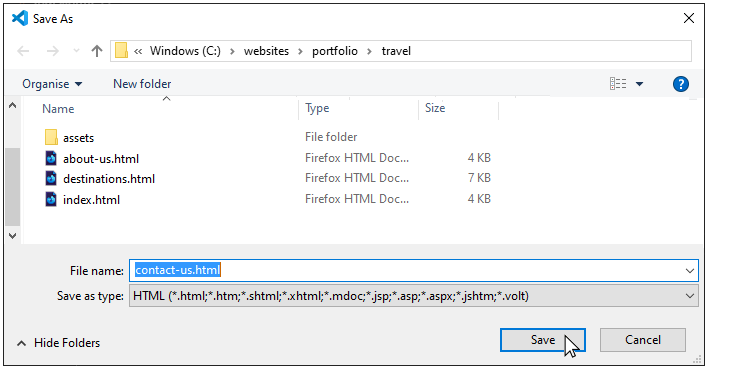 Save As
« Windows (C:) › websites › portfolio › travel
Organise New folder ?
Name Type Size
assets File folder
about-us.html Firefox HTML Doc... 4 KB
destinations.html Firefox HTML Doc... 7 KB
index.html Firefox HTML Doc... 4 KB
File name: contact-us.html
Save as type: HTML (*.html;*.htm;*.shtml;*.xhtml;*.mdoc;*.jsp;*.asp;*.aspx;*.jshtm;*.volt)
Hide Folders Save Cancel